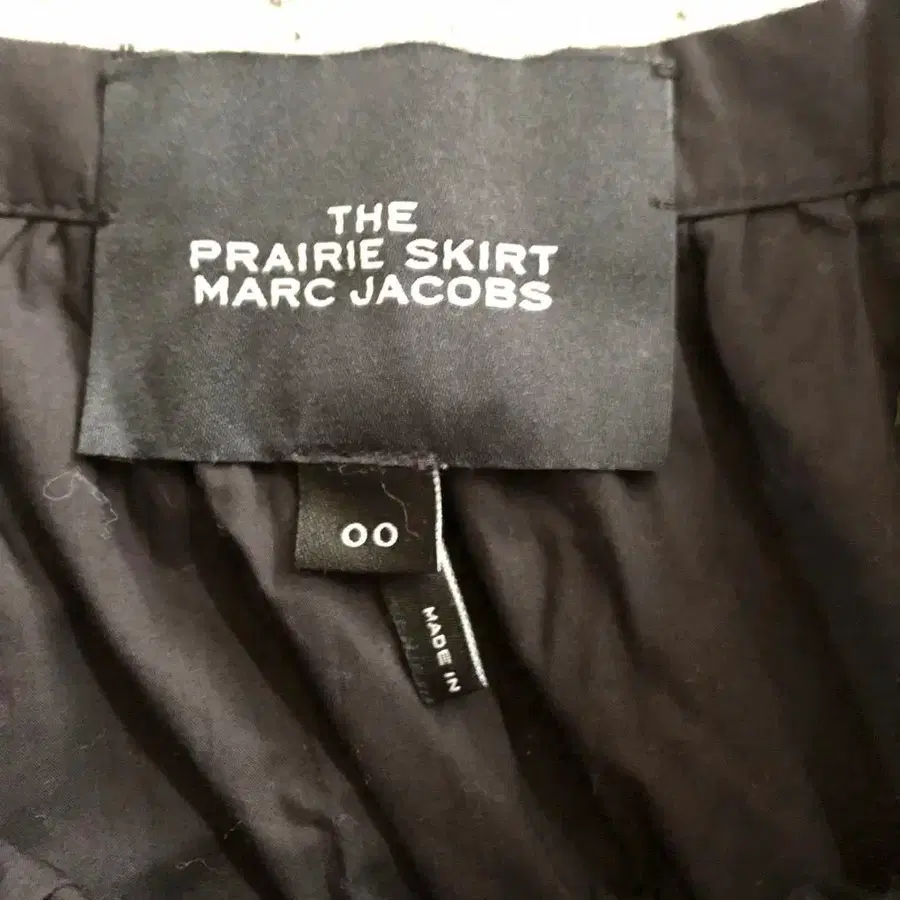 THE
PRAIRIE SKIRT
MARC JACOBS
00
MADE IN